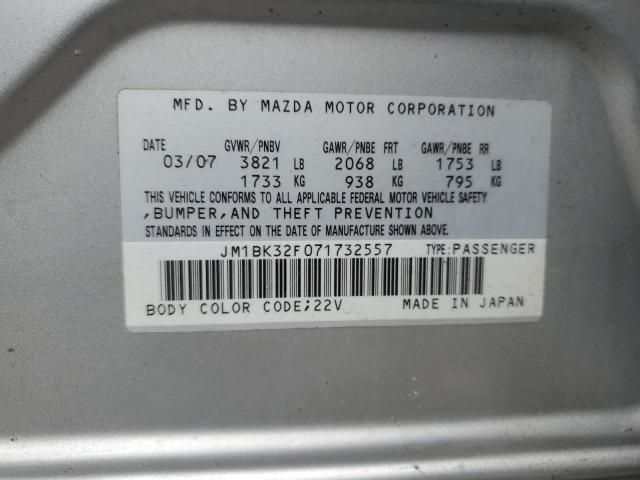 MFD. BY MAZDA MOTOR CORPORATION
DATE GVWR/PNBV GAWR/PNBE FRT GAWR/PNBE RR
03/07 3821 LB 2068 LB 1753 LB
1733 KG 938 KG 795 KG
THIS VEHICLE CONFORMS TO ALL APPLICABLE FEDERAL MOTOR VEHICLE SAFETY
,BUMPER,AND THEFT PREVENTION
STANDARDS IN EFFECT ON THE DATE OF MANUFACTURE SHOWN ABOVE.
JM1BK32F071732557 TYPE:PASSENGER
BODY COLOR CODE;22V MADE IN JAPAN